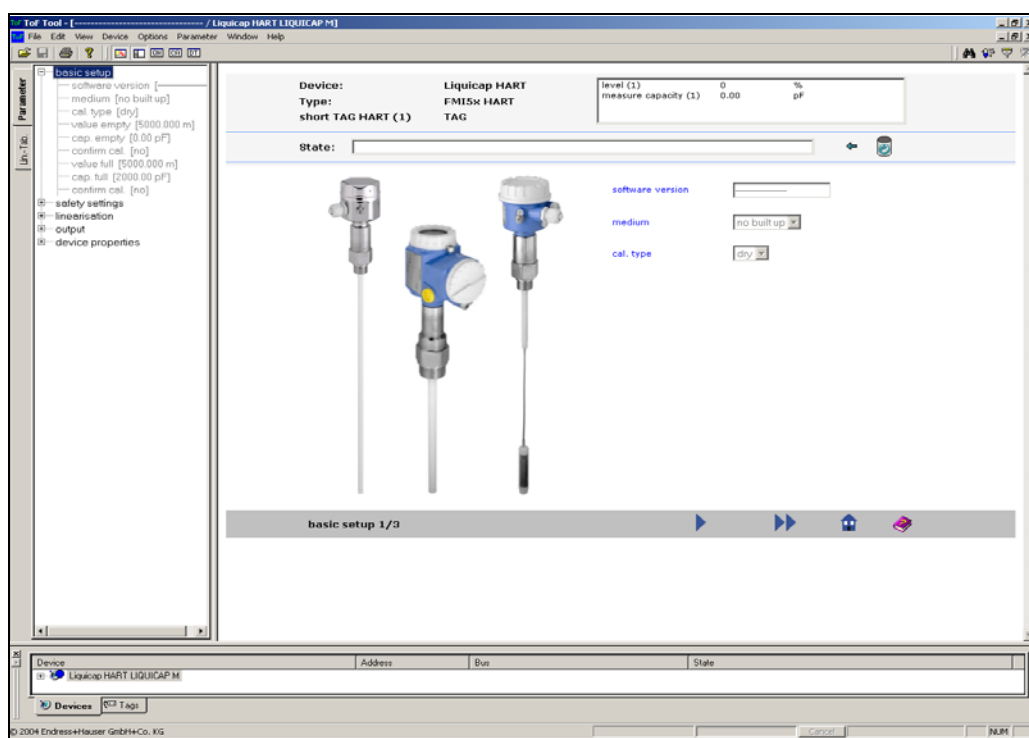 ToF Tool - [-------------------------------- / Liquicap HART LIQUICAP M]
File Edit View Device Options Parameter Window Help
Parameter
Lin.-Tab.
basic setup
software version [————
medium [no built up]
cal. type [dry]
value empty [5000.000 m]
cap. empty [0.00 pF]
confirm cal. [no]
value full [5000.000 m]
cap. full [2000.00 pF]
confirm cal. [no]
safety settings
linearisation
output
device properties
Device: Liquicap HART
Type: FMI5x HART
short TAG HART (1) TAG
level (1) 0 %
measure capacity (1) 0.00 pF
State:
software version ————
medium no built up
cal. type dry
basic setup 1/3
Device Address Bus State
Liquicap HART LIQUICAP M
Devices Tags
© 2004 Endress+Hauser GmbH+Co. KG Cancel NUM